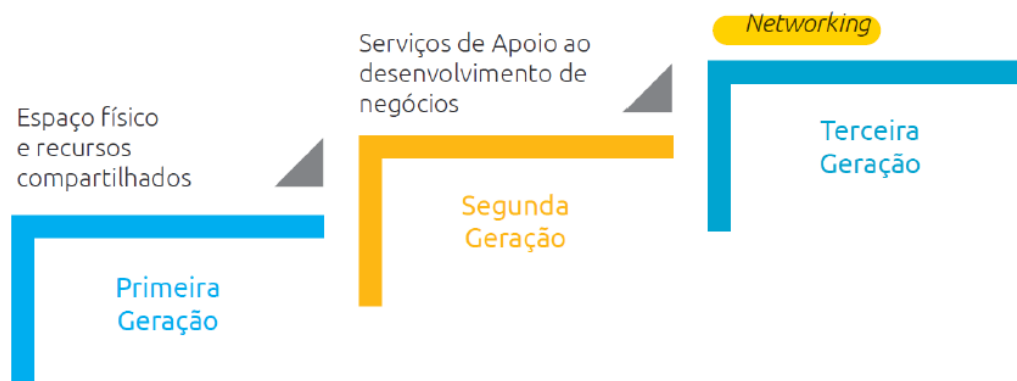 Espaço físico
e recursos
compartilhados
Primeira
Geração
Serviços de Apoio ao
desenvolvimento de
negócios
Segunda
Geração
Networking
Terceira
Geração